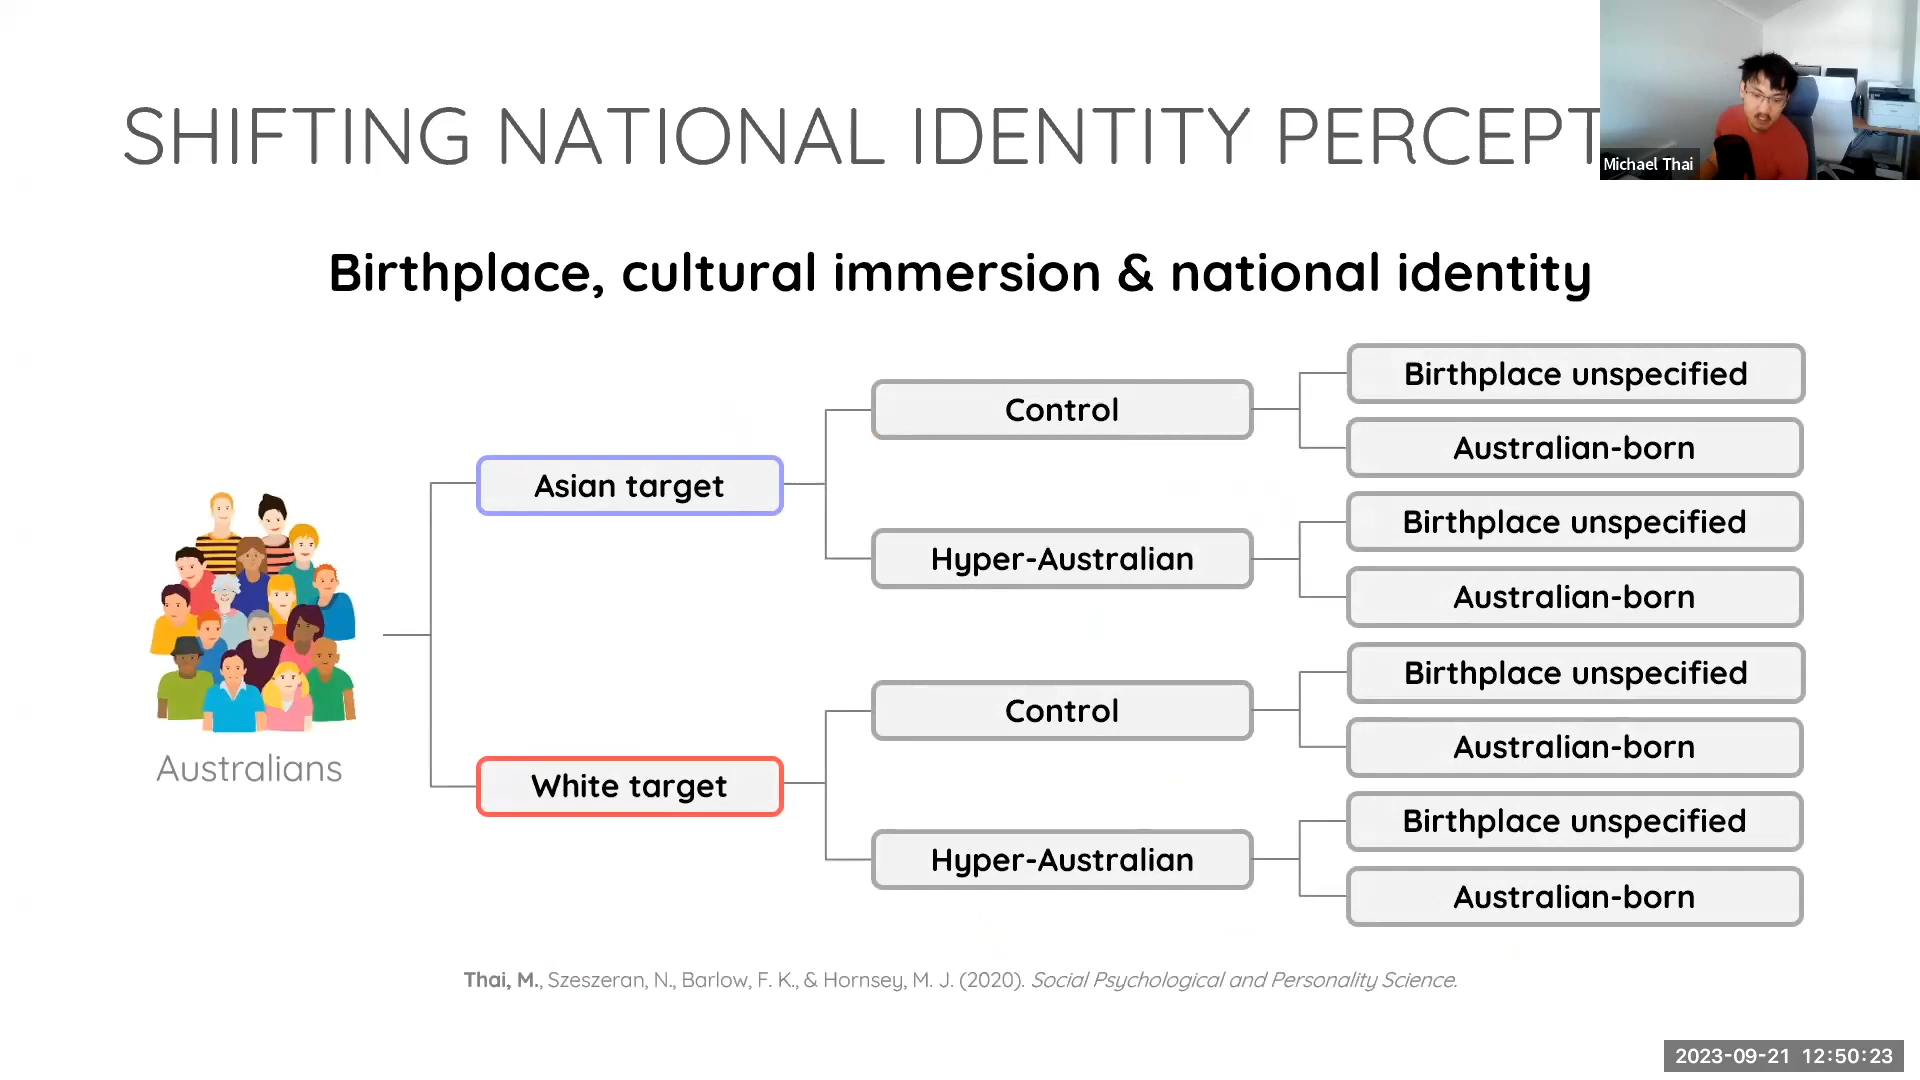 SHIFTING NATIONAL IDENTITY PERCEPT
Michael Thai
Birthplace, cultural immersion & national identity
Australians
Asian target
Control
Birthplace unspecified
Australian-born
Hyper-Australian
Birthplace unspecified
Australian-born
White target
Control
Birthplace unspecified
Australian-born
Hyper-Australian
Birthplace unspecified
Australian-born
Thai, M., Szeszeran, N., Barlow, F. K., & Hornsey, M. J. (2020). Social Psychological and Personality Science.
2023-09-21 12:50:23